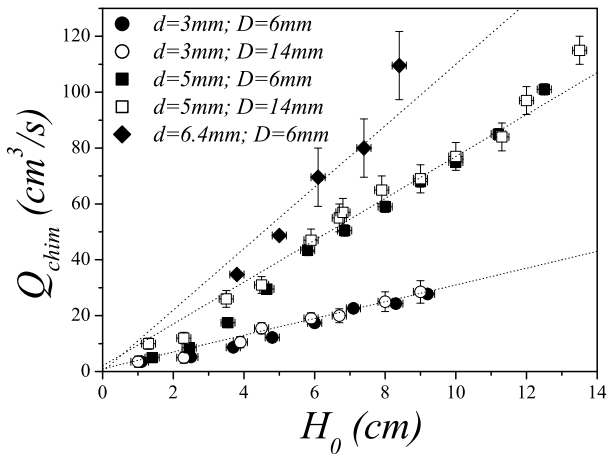 120
100
80
60
40
20
0
Q_chim (cm^3/s)
d=3mm; D=6mm
d=3mm; D=14mm
d=5mm; D=6mm
d=5mm; D=14mm
d=6.4mm; D=6mm
0 2 4 6 8 10 12 14
H_0 (cm)